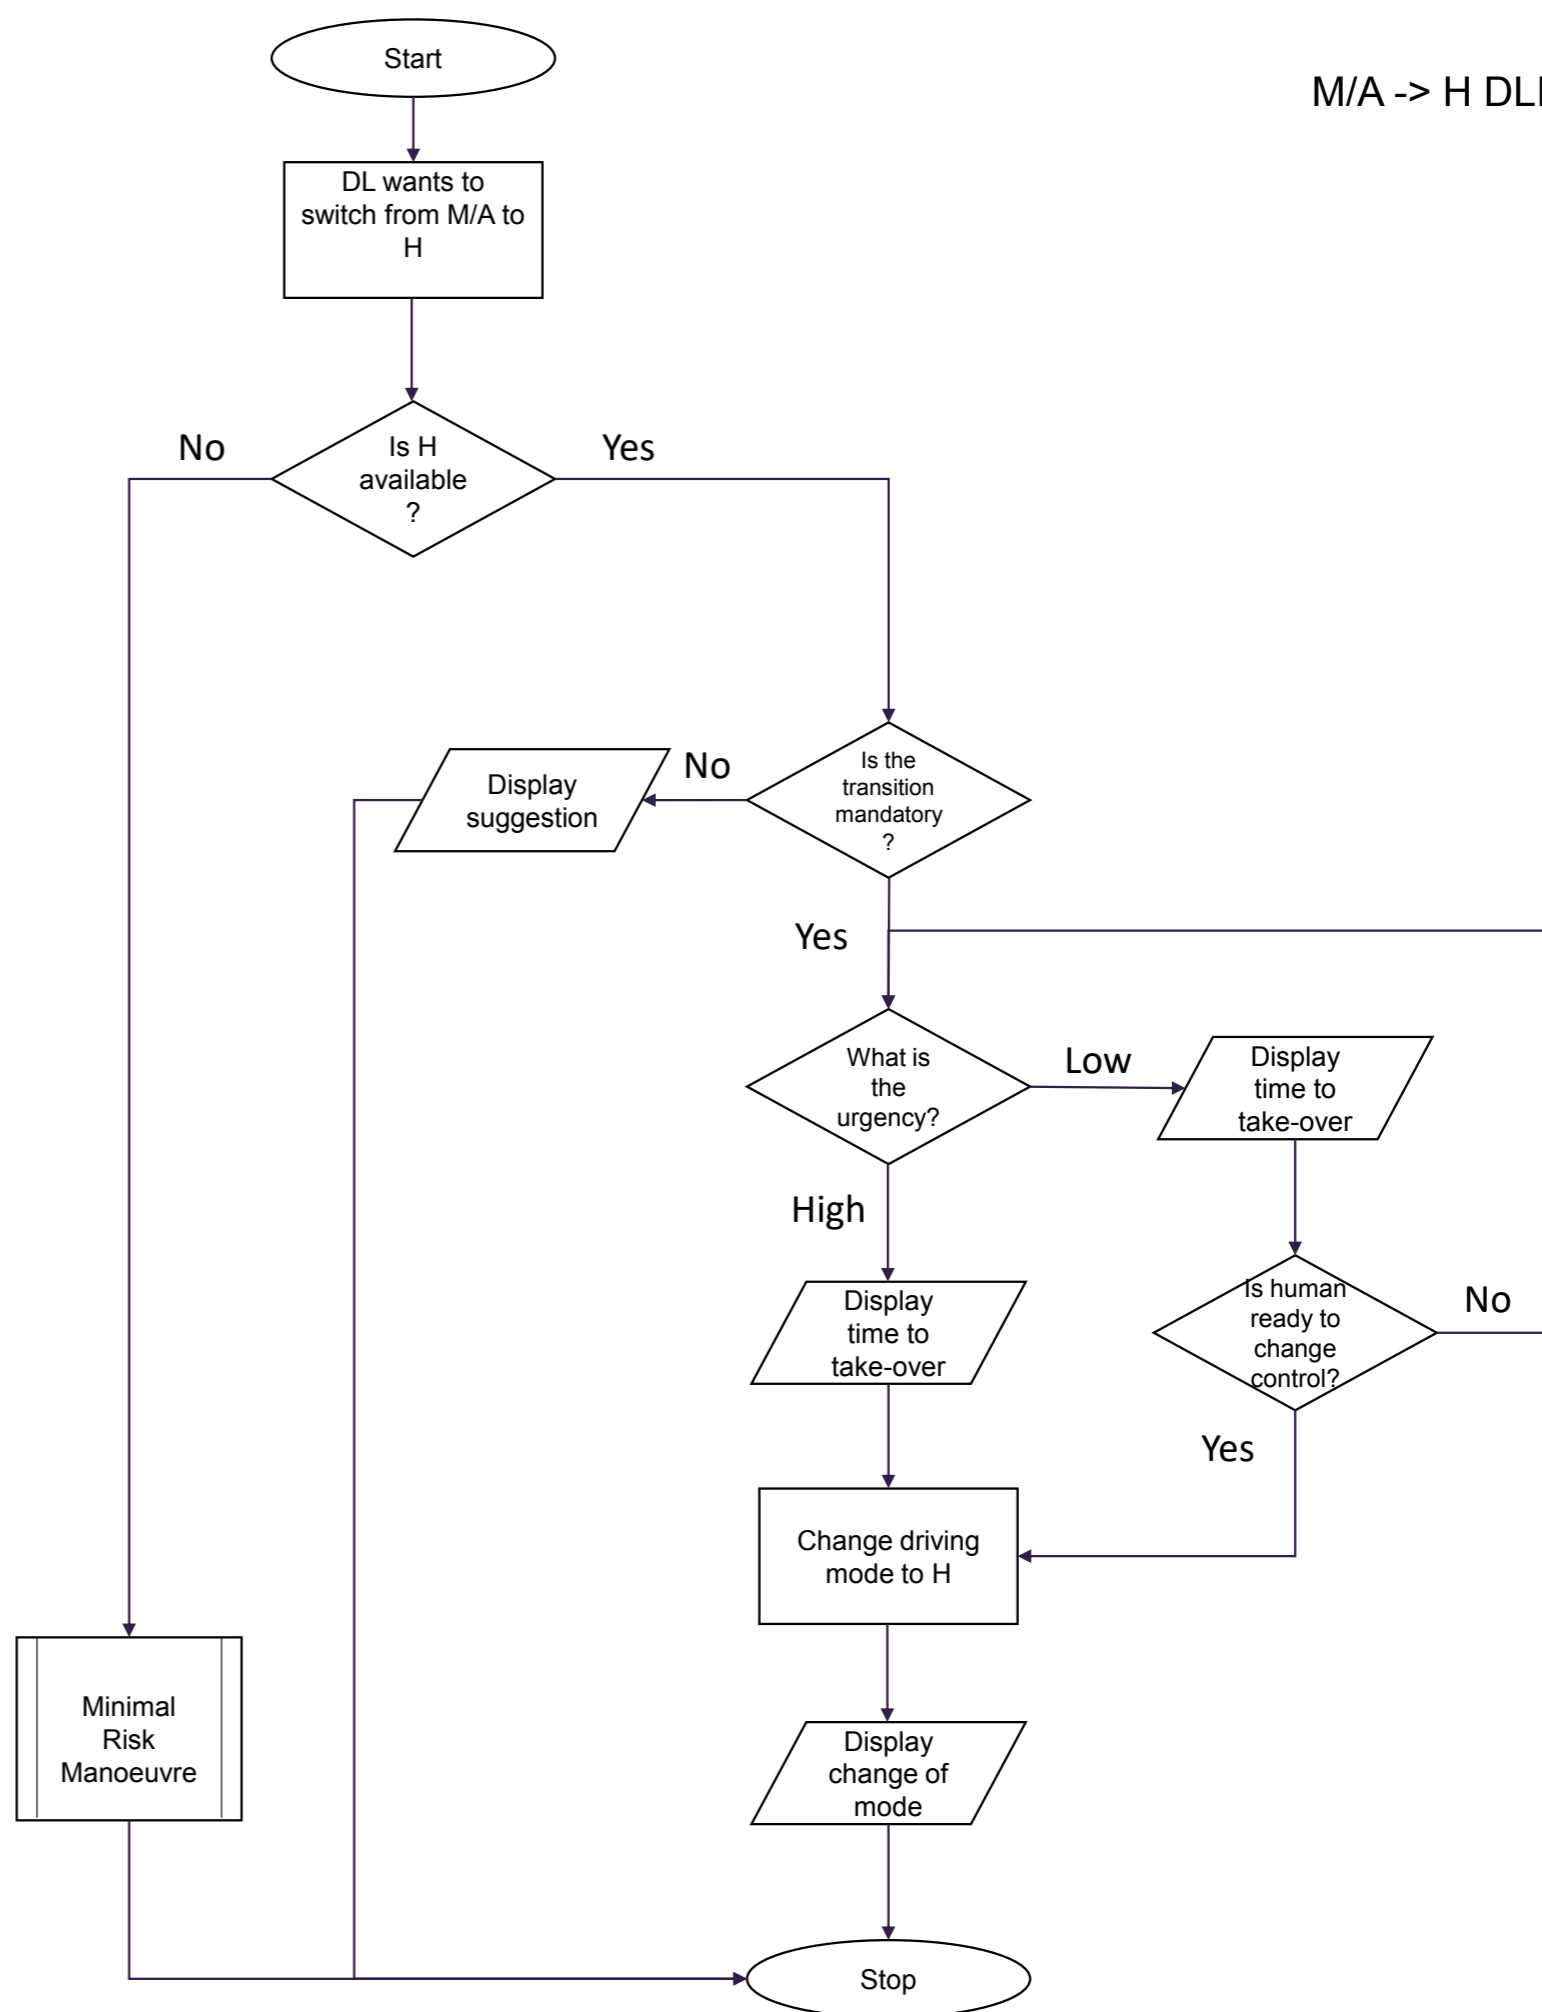 Start
M/A -> H DLI
DL wants to
switch from M/A to
H
No
Is H
available
?
Yes
Display
suggestion
No
Is the
transition
mandatory
?
Yes
What is
the
urgency?
Low
Display
time to
take-over
High
Display
time to
take-over
Is human
ready to
change
control?
No
Yes
Change driving
mode to H
Minimal
Risk
Manoeuvre
Display
change of
mode
Stop